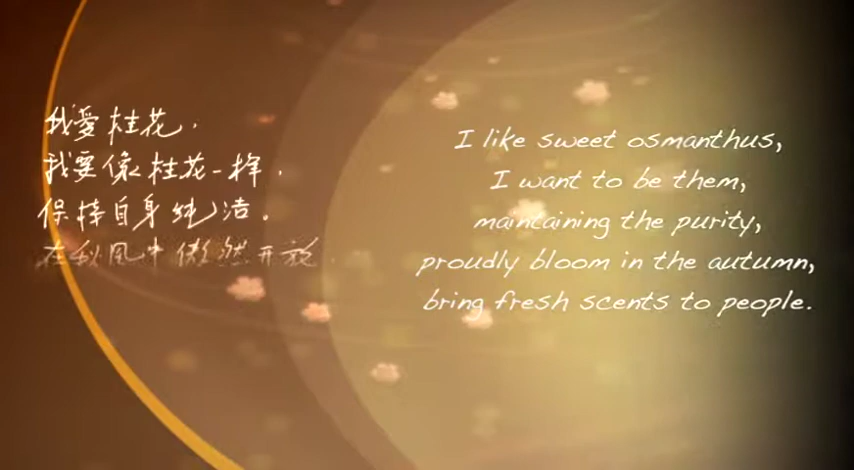 我爱桂花，
我要像桂花一样，
保持自身纯洁。
在秋风中傲然开放
I like sweet osmanthus,
I want to be them,
maintaining the purity,
proudly bloom in the autumn,
bring fresh scents to people.